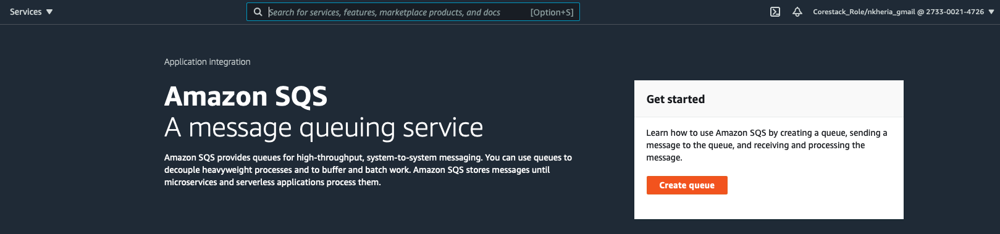 Services
Search for services, features, marketplace products, and docs [Option+S]
Corestack_Role/nkheria_gmail @ 2733-0021-4726
Application integration
Amazon SQS
A message queuing service
Amazon SQS provides queues for high-throughput, system-to-system messaging. You can use queues to
decouple heavyweight processes and to buffer and batch work. Amazon SQS stores messages until
microservices and serverless applications process them.
Get started
Learn how to use Amazon SQS by creating a queue, sending a
message to the queue, and receiving and processing the
message.
Create queue